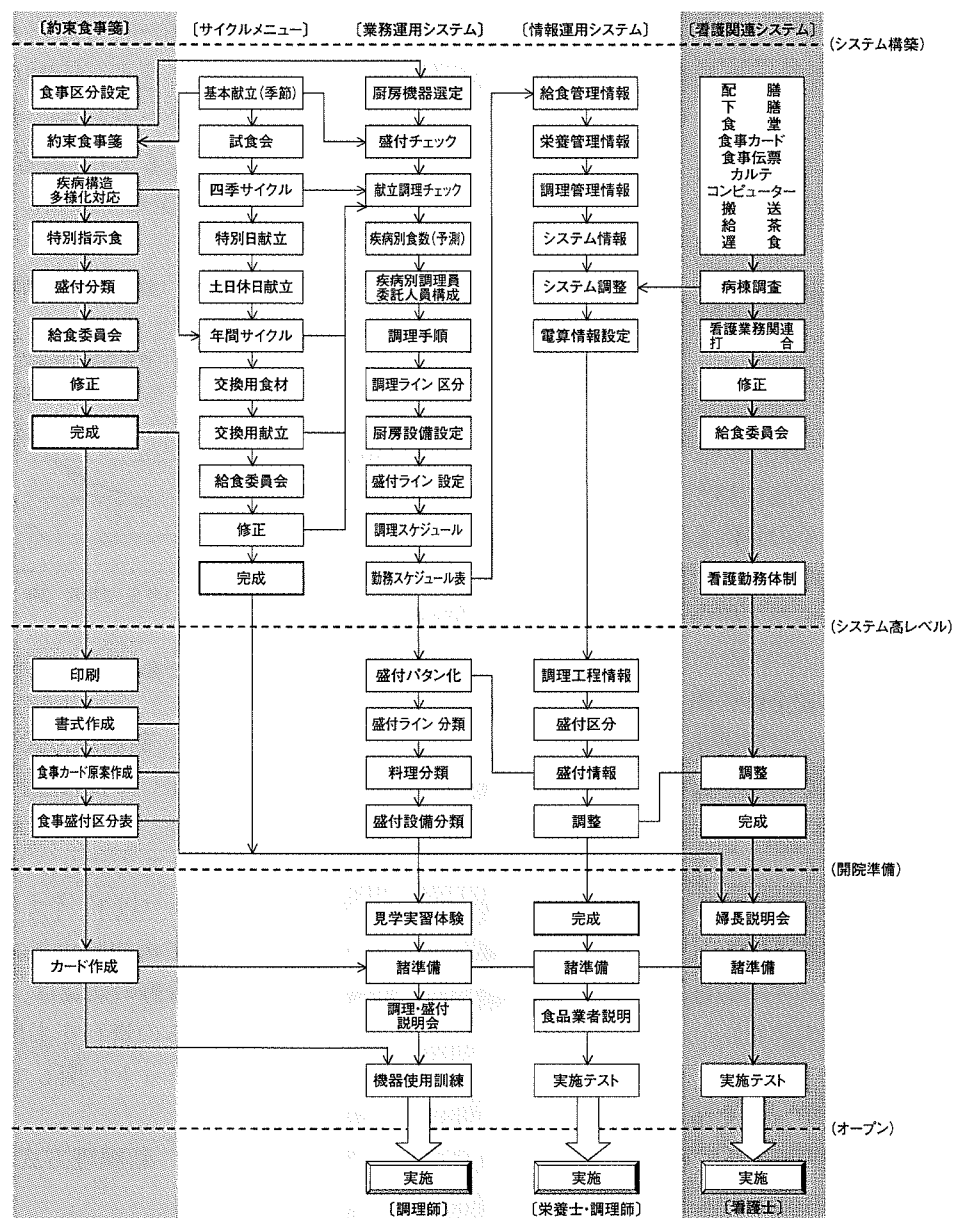 〔約束食事箋〕
〔サイクルメニュー〕
〔業務運用システム〕
〔情報運用システム〕
〔看護関連システム〕
(システム構築)
食事区分設定
約束食事箋
疾病構造
多様化対応
特別指示食
盛付分類
給食委員会
修正
完成
基本献立(季節)
試食会
四季サイクル
特別日献立
土日休日献立
年間サイクル
交換用食材
交換用献立
給食委員会
修正
完成
厨房機器選定
盛付チェック
献立調理チェック
疾病別食数(予測)
疾病別調理員
委託人員構成
調理手順
調理ライン 区分
厨房設備設定
盛付ライン 設定
調理スケジュール
勤務スケジュール表
給食管理情報
栄養管理情報
調理管理情報
システム情報
システム調整
電算情報設定
配 膳
下 膳
食 堂
食事カード
食事伝票
カルテ
コンピューター
搬 送
給 茶
遅 食
病棟調査
看護業務関連
打 合
修正
給食委員会
看護勤務体制
(システム高レベル)
印刷
書式作成
食事カード原案作成
食事盛付区分表
盛付パタン化
盛付ライン 分類
料理分類
盛付設備分類
調理工程情報
盛付区分
盛付情報
調整
調整
完成
(開院準備)
カード作成
見学実習体験
諸準備
調理・盛付
説明会
機器使用訓練
完成
諸準備
食品業者説明
実施テスト
婦長説明会
諸準備
実施テスト
(オープン)
実施
〔調理師〕
実施
〔栄養士・調理師〕
実施
〔看護士〕